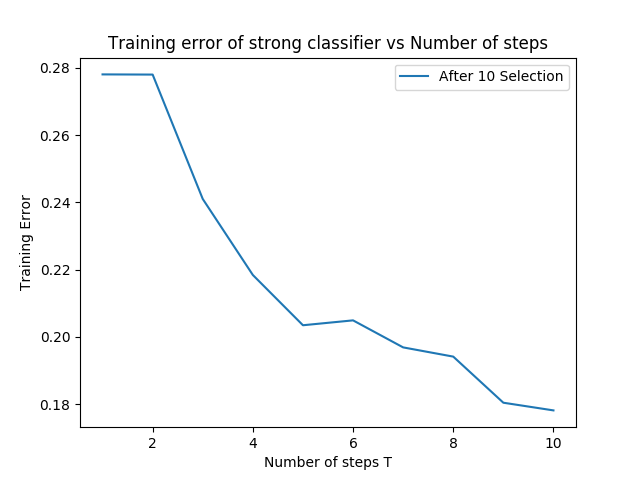 Training error of strong classifier vs Number of steps
After 10 Selection
Training Error
0.28
0.26
0.24
0.22
0.20
0.18
2 4 6 8 10
Number of steps T